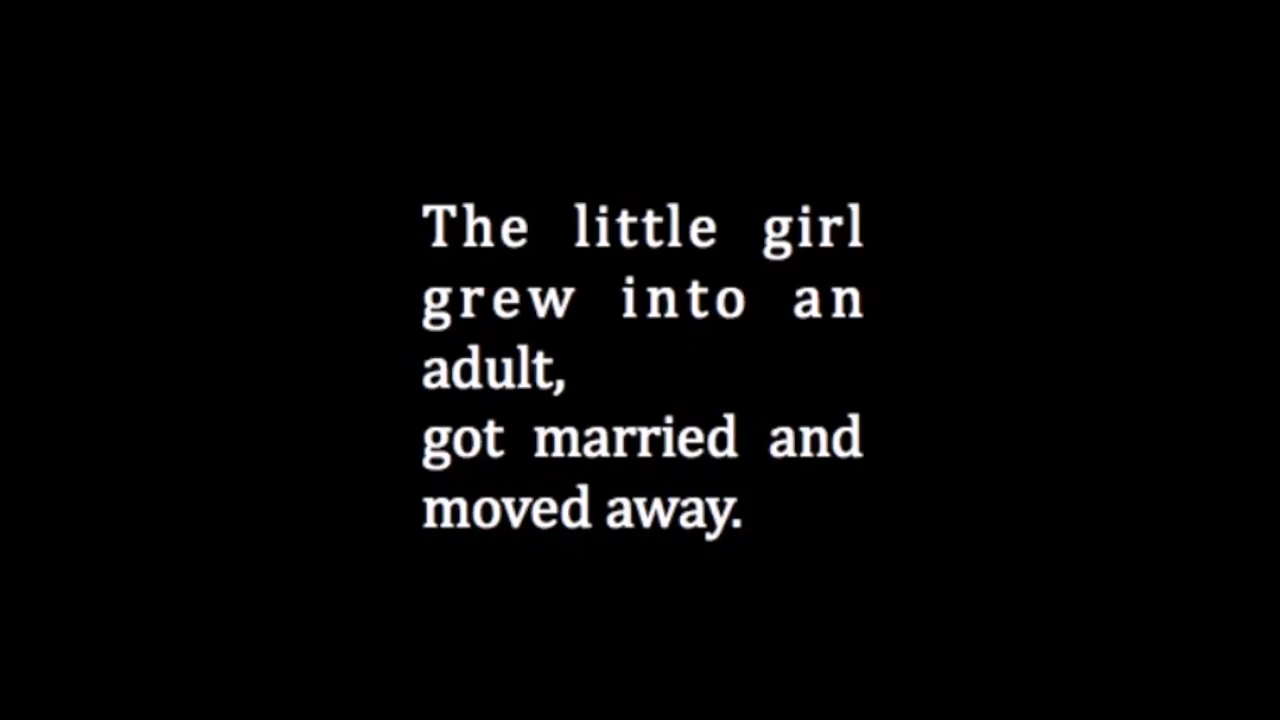 The little girl
grew into an
adult,
got married and
moved away.